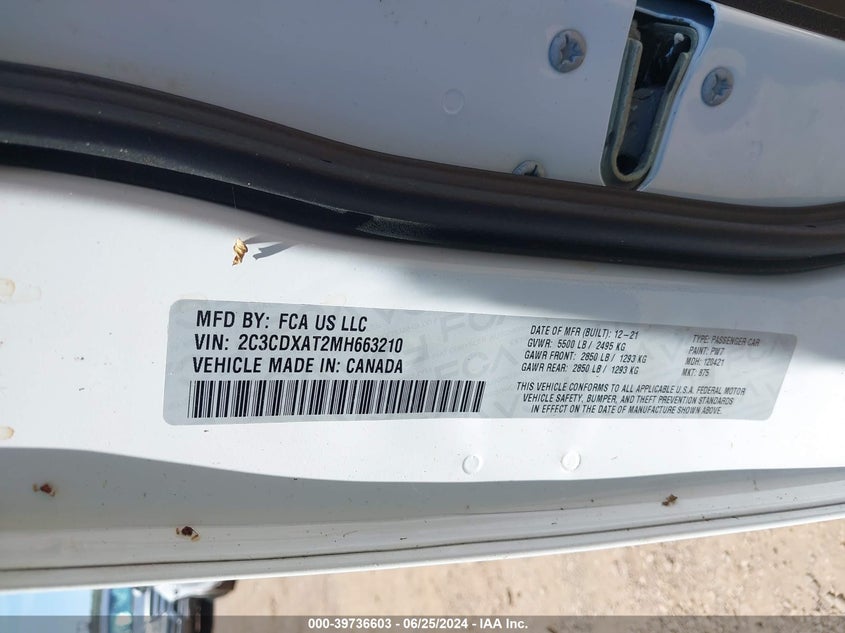 MFD BY: FCA US LLC
VIN: 2C3CDXAT2MH663210
VEHICLE MADE IN: CANADA
DATE OF MFR (BUILT): 12-21
GVWR: 5500 LB / 2495 KG
GAWR FRONT: 2850 LB / 1293 KG
GAWR REAR: 2850 LB / 1293 KG
TYPE: PASSENGER CAR
PAINT: PW7
MDH: 120421
MKT: 875
THIS VEHICLE CONFORMS TO ALL APPLICABLE U.S.A. FEDERAL MOTOR
VEHICLE SAFETY, BUMPER, AND THEFT PREVENTION STANDARDS
IN EFFECT ON THE DATE OF MANUFACTURE SHOWN ABOVE.
000-39736603 - 06/25/2024 - IAA Inc.